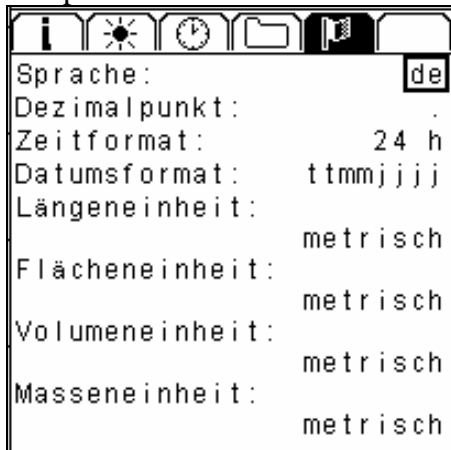 i
Sprache: de
Dezimalpunkt: .
Zeitformat: 24 h
Datumsformat: ttmmjjjj
Längeneinheit:
metrisch
Flächeneinheit:
metrisch
Volumeneinheit:
metrisch
Masseneinheit:
metrisch